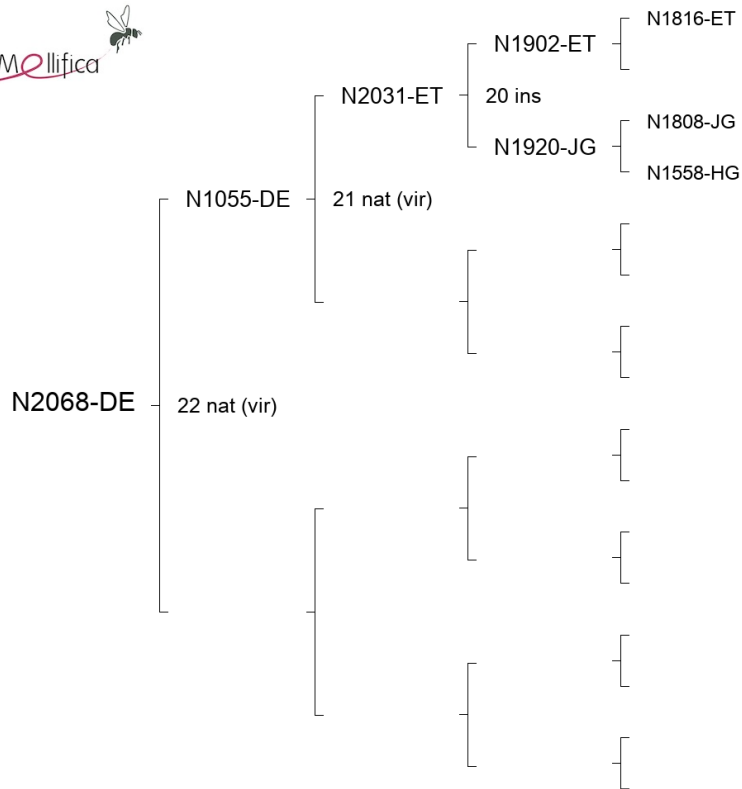 Mellifica
N1816-ET
N1902-ET
N2031-ET
20 ins
N1808-JG
N1920-JG
N1558-HG
N1055-DE
21 nat (vir)
N2068-DE
22 nat (vir)